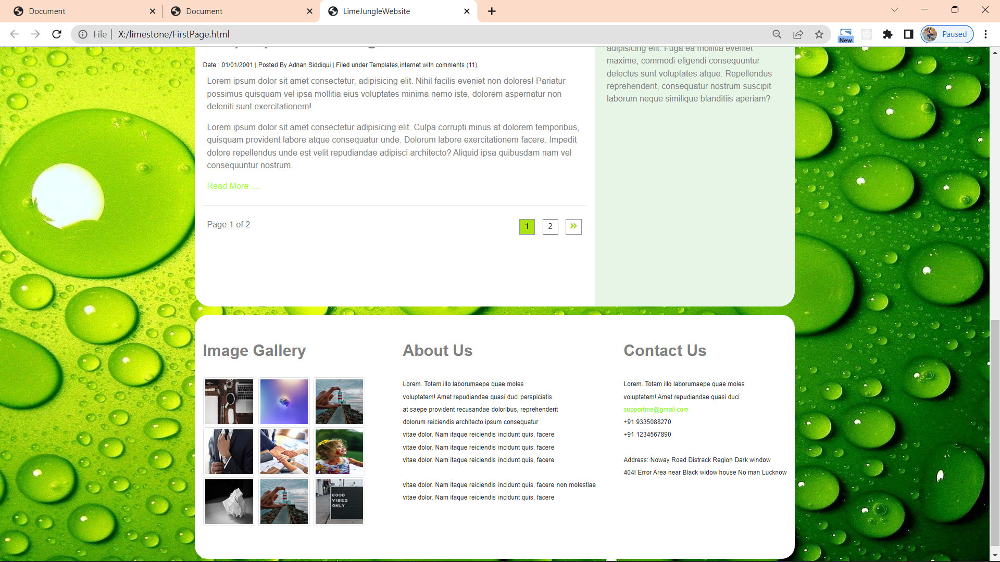 Document
Document
LimeJungleWebsite
File
X:/limestone/FirstPage.html
New
Paused
Date : 01/01/2001 | Posted By Adnan Siddiqui | Filed under Templates,internet with comments (11).
Lorem ipsum dolor sit amet consectetur, adipisicing elit. Nihil facilis eveniet non dolores! Pariatur
possimus quisquam vel ipsa mollitia eius voluptates minima nemo iste, dolorem aspernatur non
deleniti sunt exercitationem!
Lorem ipsum dolor sit amet consectetur adipisicing elit. Culpa corrupti minus at dolorem temporibus,
quisquam provident labore atque consequatur unde. Dolorum labore exercitationem facere. Impedit
dolore repellendus unde est velit repudiandae adipisci architecto? Aliquid ipsa quibusdam nam vel
consequuntur nostrum.
Read More ....
Page 1 of 2
1
2
»
adipisicing elit. Fuga ea mollitia eveniet
maxime, commodi eligendi consequuntur
delectus sunt voluptates atque. Repellendus
reprehenderit, consequatur nostrum suscipit
laborum neque similique blanditiis aperiam?
Image Gallery
GOOD
VIBES
ONLY
About Us
Lorem. Totam illo laborumaepe quae moles
voluptatem! Amet repudiandae quasi duci perspiciatis
at saepe provident recusandae doloribus, reprehenderit
dolorum reiciendis architecto ipsum consequatur
vitae dolor. Nam itaque reiciendis incidunt quis, facere
vitae dolor. Nam itaque reiciendis incidunt quis, facere
vitae dolor. Nam itaque reiciendis incidunt quis, facere
vitae dolor. Nam itaque reiciendis incidunt quis, facere non molestiae
vitae dolor. Nam itaque reiciendis incidunt quis, facere
Contact Us
Lorem. Totam illo laborumaepe quae moles
voluptatem! Amet repudiandae quasi duci
supportme@gmail.com
+91 9335088270
+91 1234567890
Address: Noway Road Distrack Region Dark window
404! Error Area near Black widow house No man Lucknow